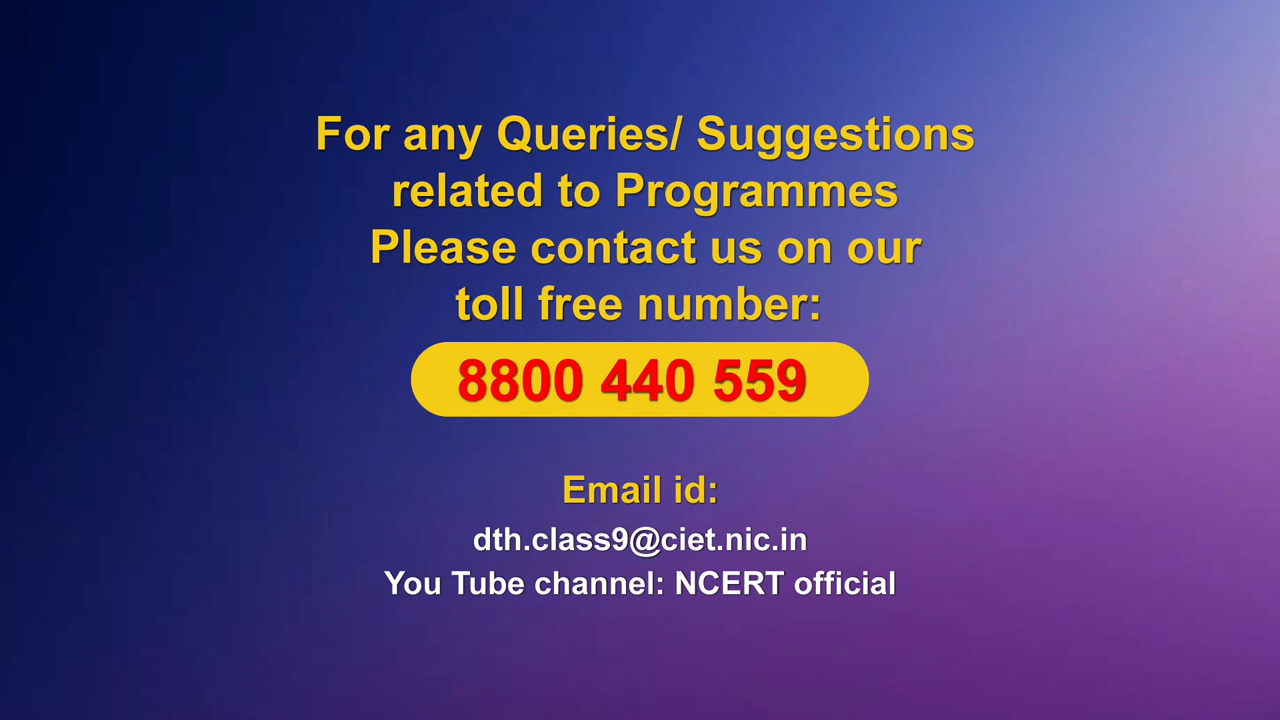 For any Queries/ Suggestions
related to Programmes
Please contact us on our
toll free number:
8800 440 559
Email id:
dth.class9@ciet.nic.in
You Tube channel: NCERT official